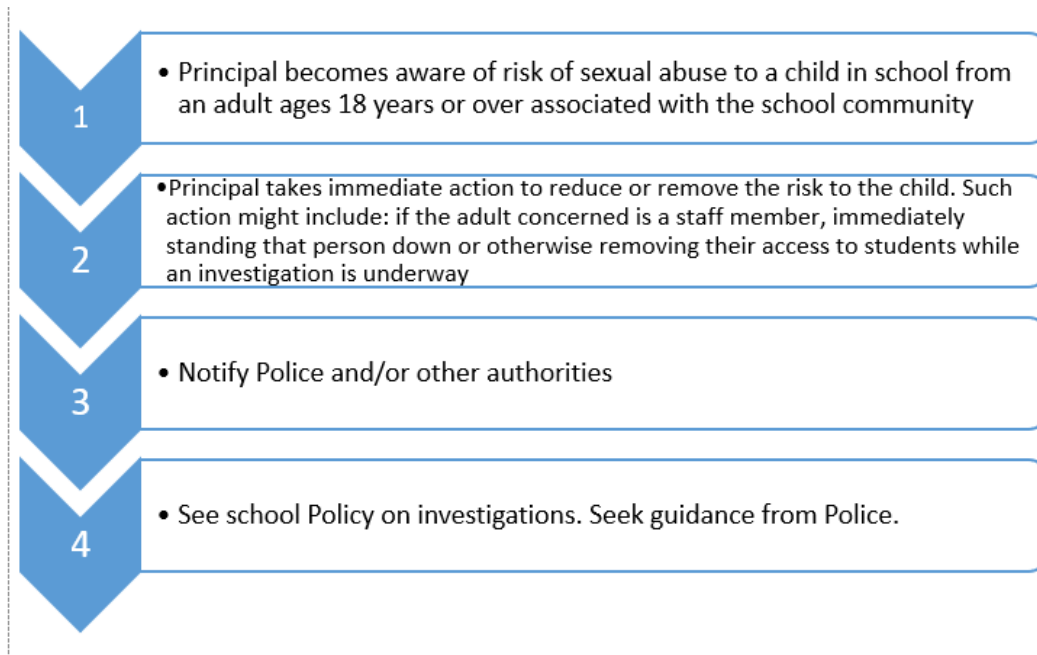 1
• Principal becomes aware of risk of sexual abuse to a child in school from
an adult ages 18 years or over associated with the school community
2
•Principal takes immediate action to reduce or remove the risk to the child. Such
action might include: if the adult concerned is a staff member, immediately
standing that person down or otherwise removing their access to students while
an investigation is underway
3
• Notify Police and/or other authorities
4
• See school Policy on investigations. Seek guidance from Police.